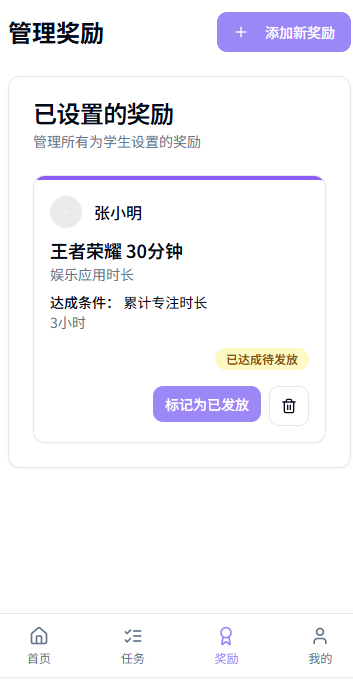 管理奖励
添加新奖励
已设置的奖励
管理所有为学生设置的奖励
张小明
王者荣耀 30分钟
娱乐应用时长
达成条件： 累计专注时长
3小时
已达成待发放
标记为已发放
首页 任务 奖励 我的